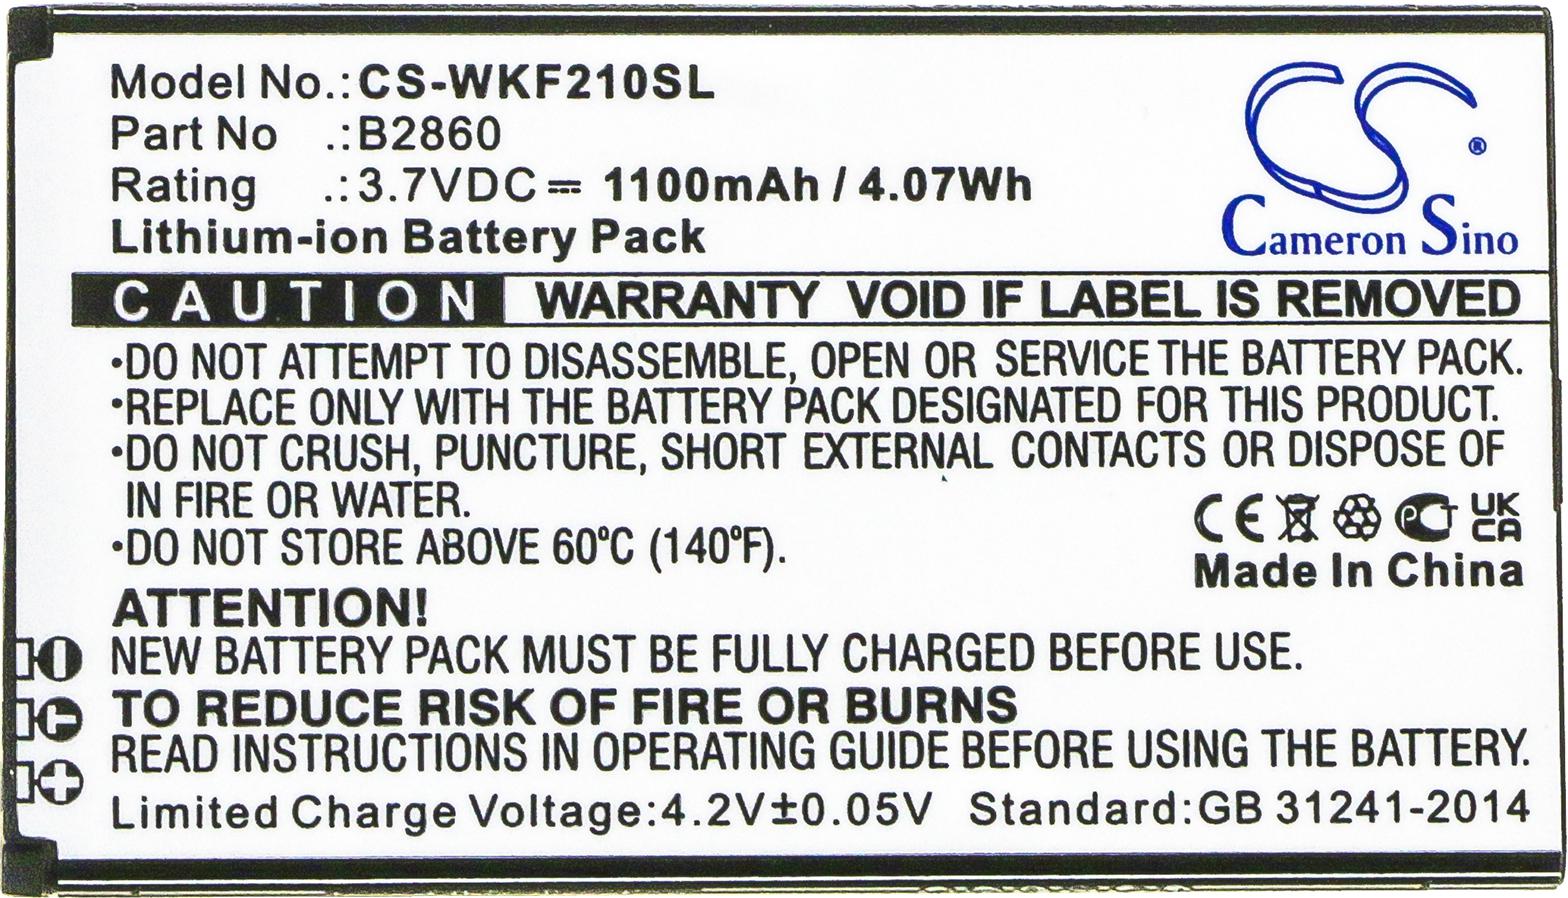 Model No.:CS-WKF210SL
Part No .:B2860
Rating .:3.7VDC⎓ 1100mAh / 4.07Wh
Lithium-ion Battery Pack
CS®
Cameron Sino
CAUTION WARRANTY VOID IF LABEL IS REMOVED
·DO NOT ATTEMPT TO DISASSEMBLE, OPEN OR SERVICE THE BATTERY PACK.
·REPLACE ONLY WITH THE BATTERY PACK DESIGNATED FOR THIS PRODUCT.
·DO NOT CRUSH, PUNCTURE, SHORT EXTERNAL CONTACTS OR DISPOSE OF
IN FIRE OR WATER.
·DO NOT STORE ABOVE 60°C (140°F).
CE PCT UK
CA
Made In China
ATTENTION!
NEW BATTERY PACK MUST BE FULLY CHARGED BEFORE USE.
TO REDUCE RISK OF FIRE OR BURNS
READ INSTRUCTIONS IN OPERATING GUIDE BEFORE USING THE BATTERY.
Limited Charge Voltage:4.2V±0.05V Standard:GB 31241-2014